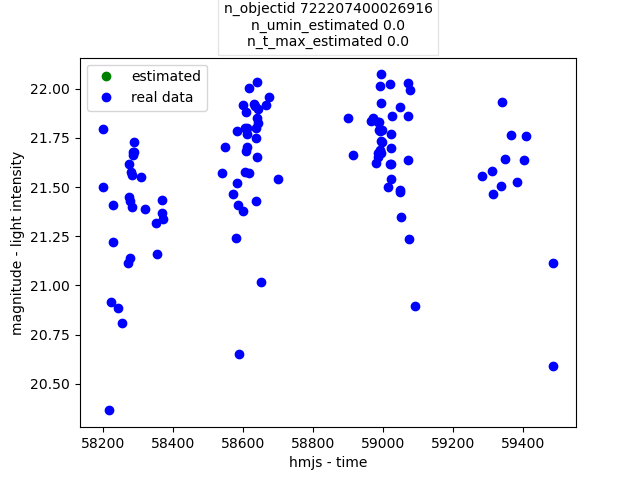 n_objectid 722207400026916
n_umin_estimated 0.0
n_t_max_estimated 0.0
estimated
real data
magnitude - light intensity
22.00
21.75
21.50
21.25
21.00
20.75
20.50
58200 58400 58600 58800 59000 59200 59400
hmjs - time